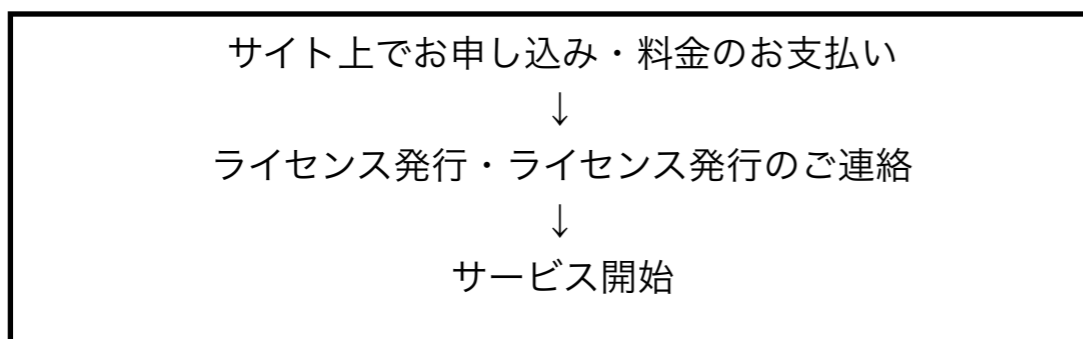 サイト上でお申し込み・料金のお支払い
↓
ライセンス発行・ライセンス発行のご連絡
↓
サービス開始